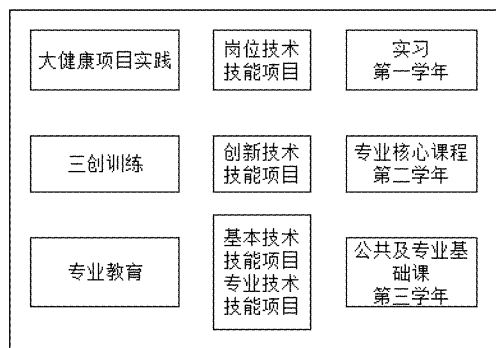 大健康项目实践
岗位技术
技能项目
实习
第一学年
三创训练
创新技术
技能项目
专业核心课程
第二学年
专业教育
基本技术
技能项目
专业技术
技能项目
公共及专业基
础课
第三学年